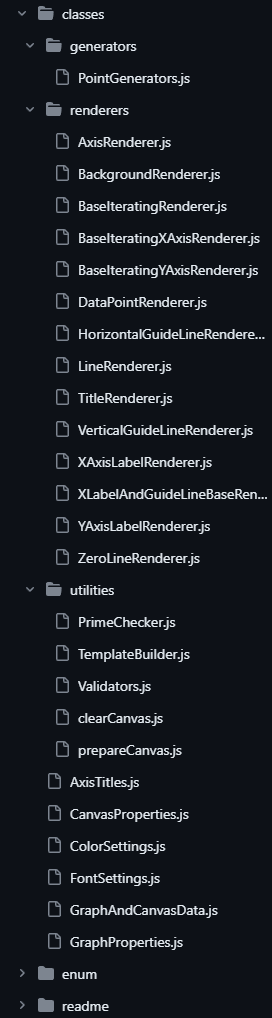 classes
generators
PointGenerators.js
renderers
AxisRenderer.js
BackgroundRenderer.js
BaseIteratingRenderer.js
BaseIteratingXAxisRenderer.js
BaseIteratingYAxisRenderer.js
DataPointRenderer.js
HorizontalGuideLineRendere...
LineRenderer.js
TitleRenderer.js
VerticalGuideLineRenderer.js
XAxisLabelRenderer.js
XLabelAndGuideLineBaseRen...
YAxisLabelRenderer.js
ZeroLineRenderer.js
utilities
PrimeChecker.js
TemplateBuilder.js
Validators.js
clearCanvas.js
prepareCanvas.js
AxisTitles.js
CanvasProperties.js
ColorSettings.js
FontSettings.js
GraphAndCanvasData.js
GraphProperties.js
enum
readme